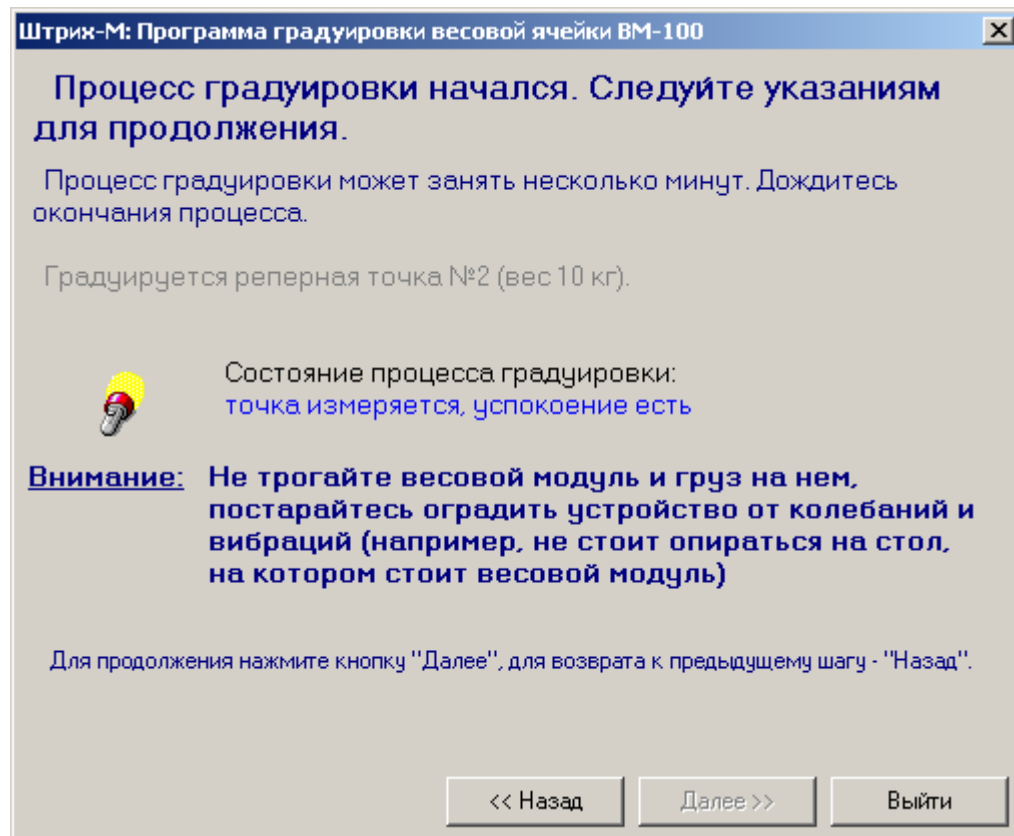 Штрих-М: Программа градуировки весовой ячейки ВМ-100
Процесс градуировки начался. Следуйте указаниям
для продолжения.
Процесс градуировки может занять несколько минут. Дождитесь
окончания процесса.
Градуируется реперная точка №2 (вес 10 кг).
Состояние процесса градуировки:
точка измеряется, успокоение есть
Внимание: Не трогайте весовой модуль и груз на нем,
постарайтесь оградить устройство от колебаний и
вибраций (например, не стоит опираться на стол,
на котором стоит весовой модуль)
Для продолжения нажмите кнопку "Далее", для возврата к предыдущему шагу - "Назад".
<< Назад Далее >> Выйти